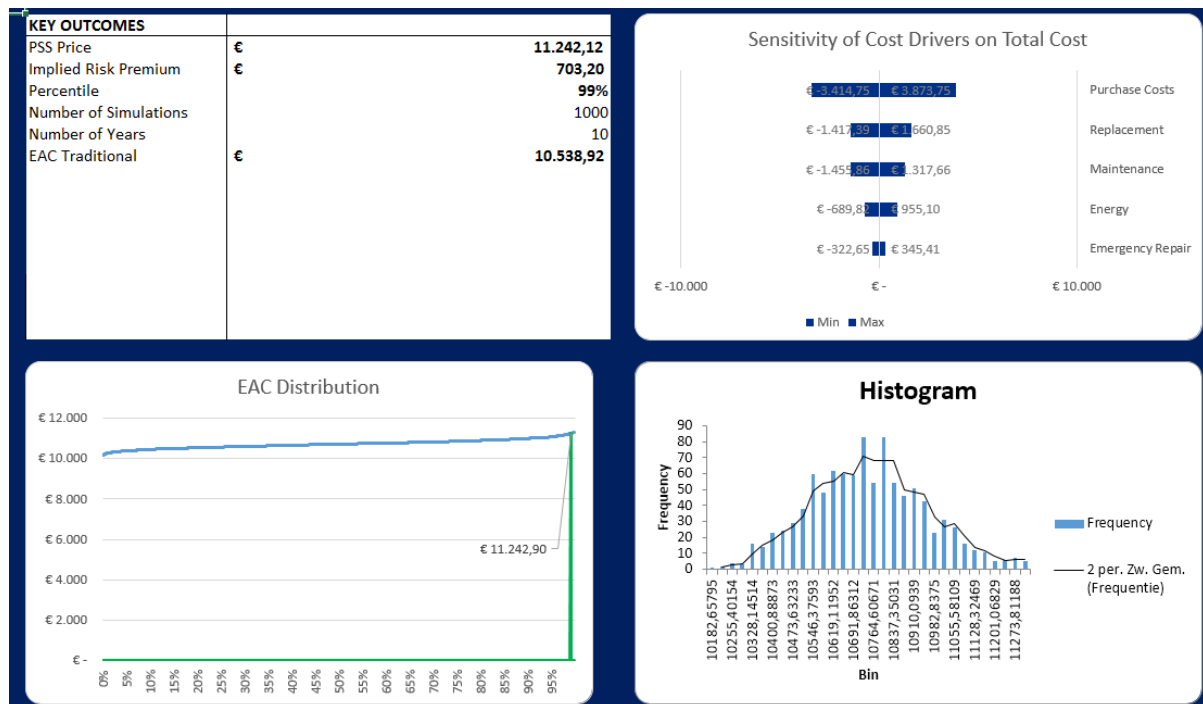 KEY OUTCOMES
PSS Price € 11.242,12
Implied Risk Premium € 703,20
Percentile 99%
Number of Simulations 1000
Number of Years 10
EAC Traditional € 10.538,92
Sensitivity of Cost Drivers on Total Cost
€ -3.414,75 € 3.873,75 Purchase Costs
€ -1.417,39 € 1.660,85 Replacement
€ -1.455,86 € 1.317,66 Maintenance
€ -689,82 € 955,10 Energy
€ -322,65 € 345,41 Emergency Repair
€ -10.000 € - € 10.000
Min Max
EAC Distribution
€ 12.000
€ 10.000
€ 8.000
€ 6.000
€ 11.242,90
€ 4.000
€ 2.000
€ -
0% 5% 10% 15% 20% 25% 30% 35% 40% 45% 50% 55% 60% 65% 70% 75% 80% 85% 90% 95%
Histogram
90
80
70
60
50
40
30
20
10
0
Frequency
10182,65795
10255,40154
10328,14514
10400,88873
10473,63233
10546,37593
10619,11952
10691,86312
10764,60671
10837,35031
10910,0939
10982,8375
11055,58109
11128,32469
11201,06829
11273,81188
Bin
Frequency
2 per. Zw. Gem.
(Frequentie)